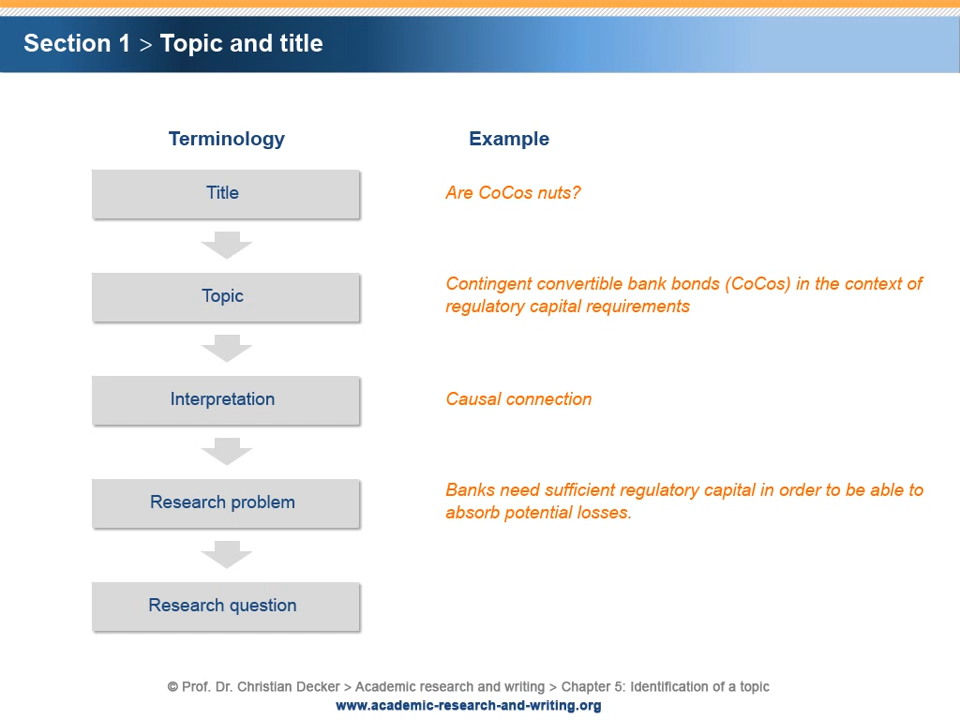 Section 1 > Topic and title
Terminology
Example
Title
Are CoCos nuts?
Topic
Contingent convertible bank bonds (CoCos) in the context of
regulatory capital requirements
Interpretation
Causal connection
Research problem
Banks need sufficient regulatory capital in order to be able to
absorb potential losses.
Research question
© Prof. Dr. Christian Decker > Academic research and writing > Chapter 5: Identification of a topic
www.academic-research-and-writing.org